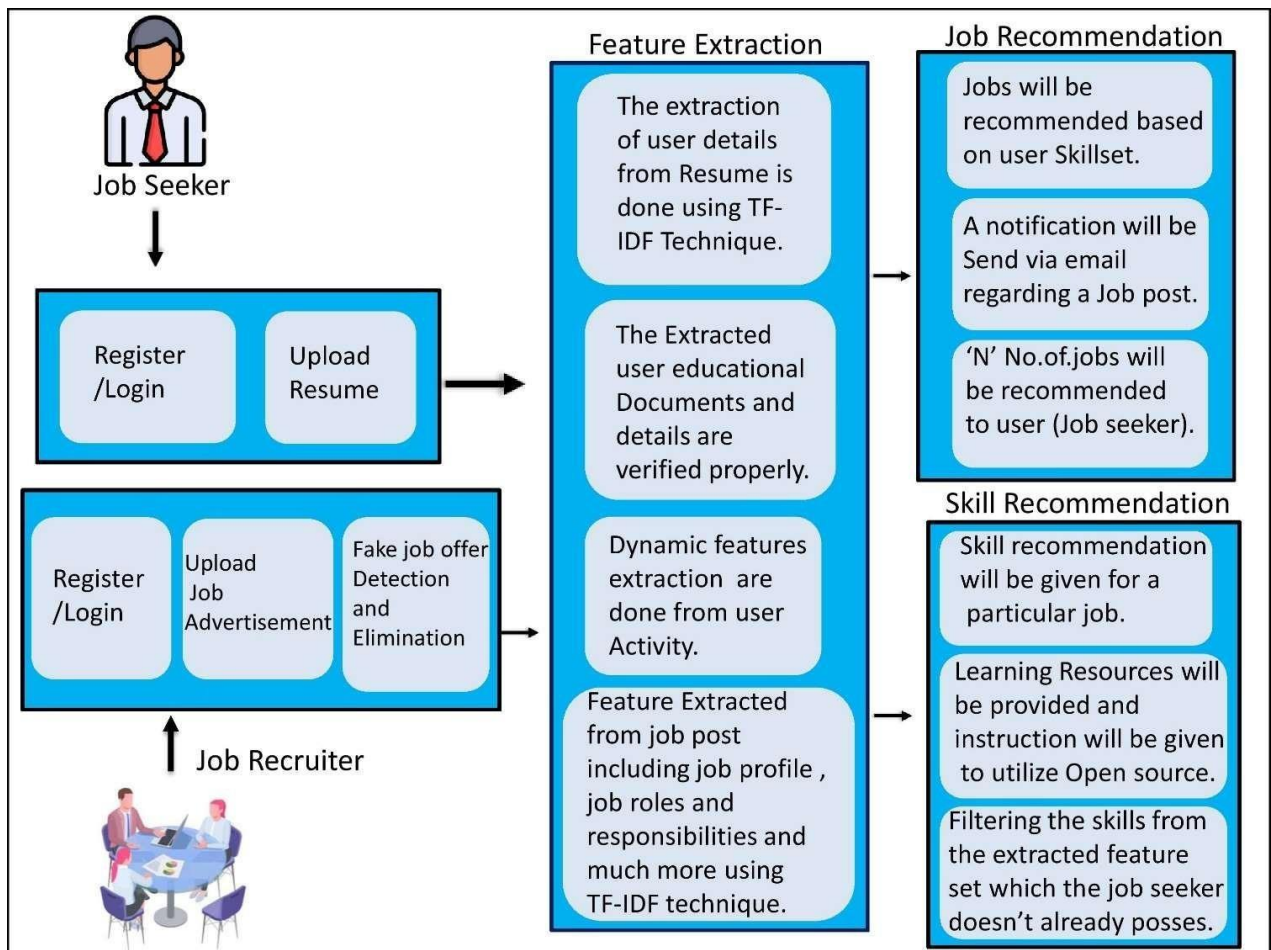 Job Seeker
Register
/Login
Upload
Resume
Register
/Login
Upload
Job
Advertisement
Fake job offer
Detection
and
Elimination
Job Recruiter
Feature Extraction
The extraction
of user details
from Resume is
done using TF-
IDF Technique.
The Extracted
user educational
Documents and
details are
verified properly.
Dynamic features
extraction are
done from user
Activity.
Feature Extracted
from job post
including job profile ,
job roles and
responsibilities and
much more using
TF-IDF technique.
Job Recommendation
Jobs will be
recommended based
on user Skillset.
A notification will be
Send via email
regarding a Job post.
‘N’ No.of.jobs will
be recommended
to user (Job seeker).
Skill Recommendation
Skill recommendation
will be given for a
particular job.
Learning Resources will
be provided and
instruction will be given
to utilize Open source.
Filtering the skills from
the extracted feature
set which the job seeker
doesn’t already posses.